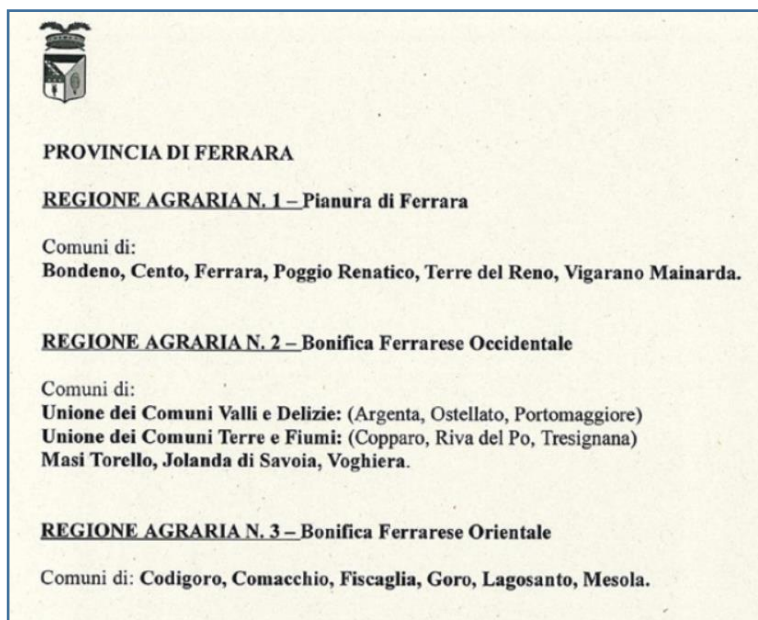 PROVINCIA DI FERRARA
REGIONE AGRARIA N. 1 – Pianura di Ferrara
Comuni di:
Bondeno, Cento, Ferrara, Poggio Renatico, Terre del Reno, Vigarano Mainarda.
REGIONE AGRARIA N. 2 – Bonifica Ferrarese Occidentale
Comuni di:
Unione dei Comuni Valli e Delizie: (Argenta, Ostellato, Portomaggiore)
Unione dei Comuni Terre e Fiumi: (Copparo, Riva del Po, Tresignana)
Masi Torello, Jolanda di Savoia, Voghiera.
REGIONE AGRARIA N. 3 – Bonifica Ferrarese Orientale
Comuni di: Codigoro, Comacchio, Fiscaglia, Goro, Lagosanto, Mesola.